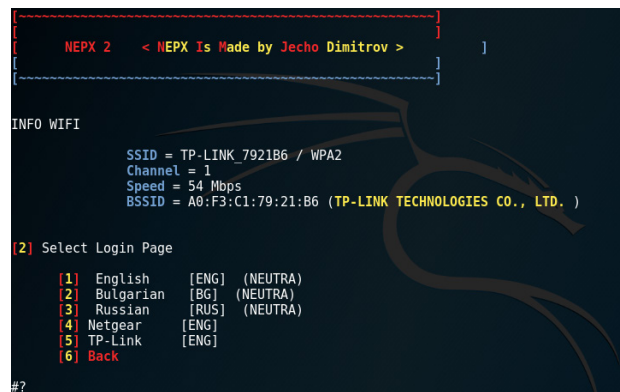 [~~~~~~~~~~~~~~~~~~~~~~~~~~~~~~~~~~~~~~~~~~~~~~~~~~~~~~]
[ ]
[ NEPX 2 < NEPX Is Made by Jecho Dimitrov > ]
[ ]
[~~~~~~~~~~~~~~~~~~~~~~~~~~~~~~~~~~~~~~~~~~~~~~~~~~~~~~]
INFO WIFI
SSID = TP-LINK_7921B6 / WPA2
Channel = 1
Speed = 54 Mbps
BSSID = A0:F3:C1:79:21:B6 (TP-LINK TECHNOLOGIES CO., LTD. )
[2] Select Login Page
[1] English [ENG] (NEUTRA)
[2] Bulgarian [BG] (NEUTRA)
[3] Russian [RUS] (NEUTRA)
[4] Netgear [ENG]
[5] TP-Link [ENG]
[6] Back
#?